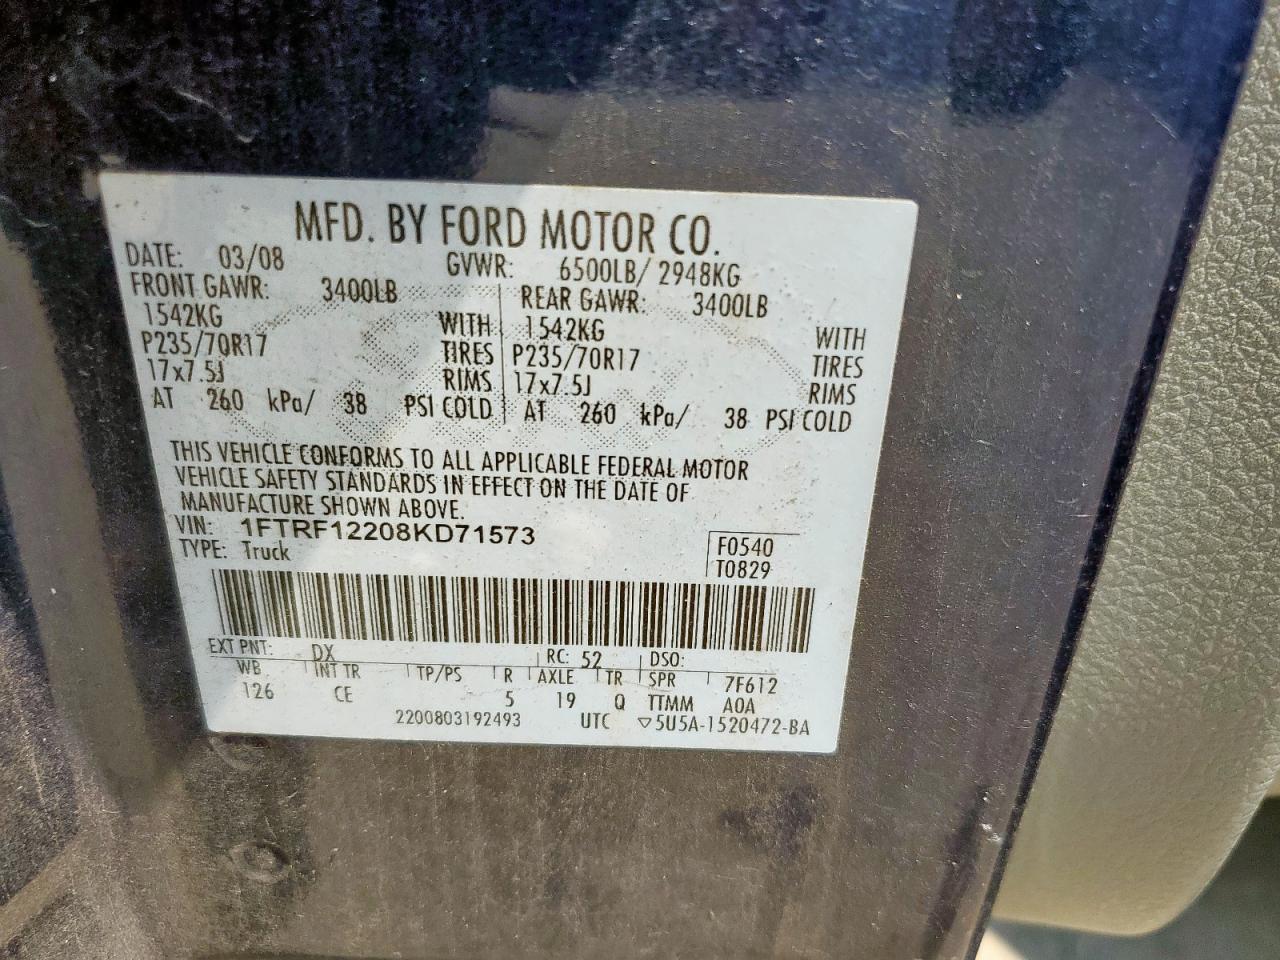 MFD. BY FORD MOTOR CO.
DATE: 03/08 GVWR: 6500LB/ 2948KG
FRONT GAWR: 3400LB REAR GAWR: 3400LB
1542KG WITH 1542KG WITH
P235/70R17 TIRES P235/70R17 TIRES
17x7.5J RIMS 17x7.5J RIMS
AT 260 kPa/ 38 PSI COLD AT 260 kPa/ 38 PSI COLD
THIS VEHICLE CONFORMS TO ALL APPLICABLE FEDERAL MOTOR
VEHICLE SAFETY STANDARDS IN EFFECT ON THE DATE OF
MANUFACTURE SHOWN ABOVE.
VIN: 1FTRF12208KD71573
TYPE: Truck
F0540
T0829
EXT PNT: DX RC: 52 DSO:
WB INT TR TP/PS R AXLE TR SPR 7F612
126 CE 5 19 Q TTMM A0A
2200803192493 UTC ▽5U5A-1520472-BA